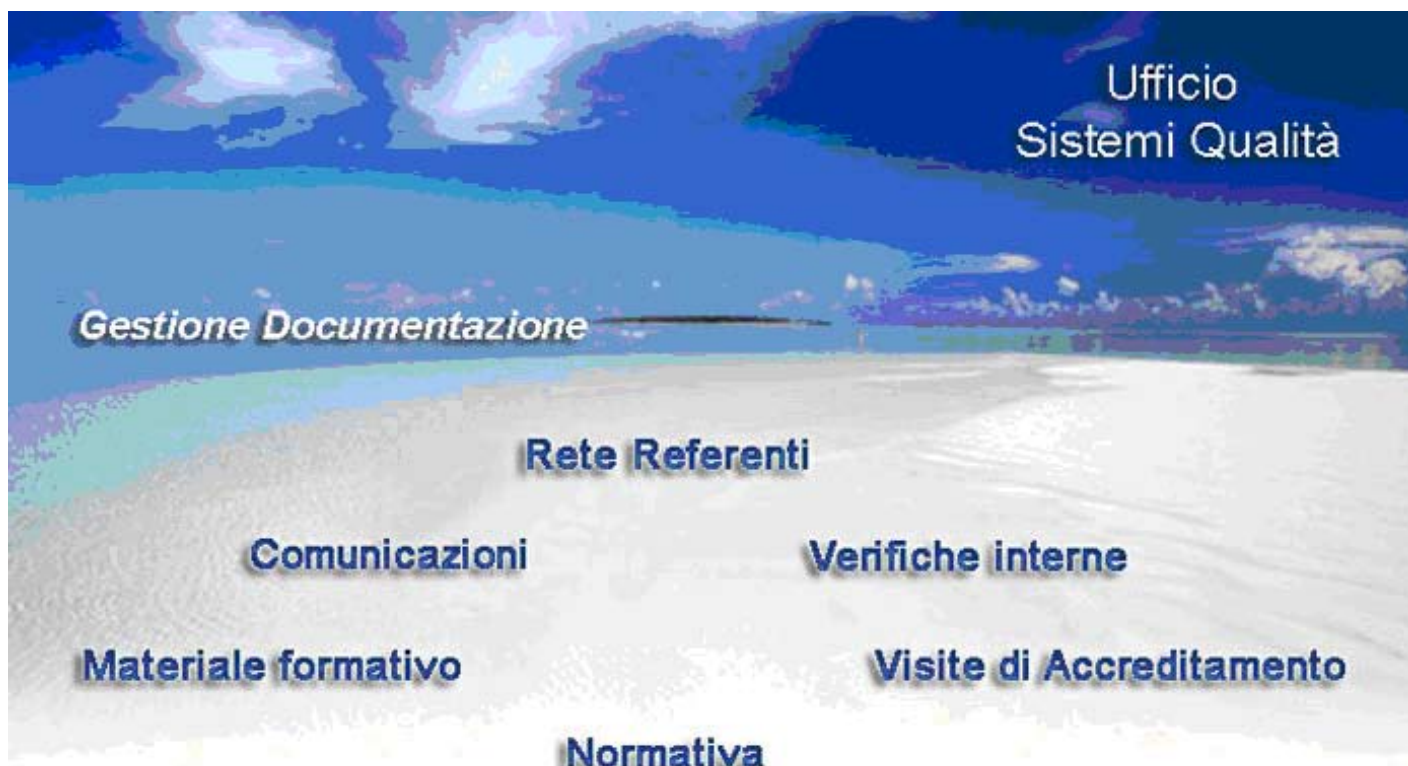 Ufficio
Sistemi Qualità
Gestione Documentazione
Rete Referenti
Comunicazioni
Verifiche interne
Materiale formativo
Visite di Accreditamento
Normativa